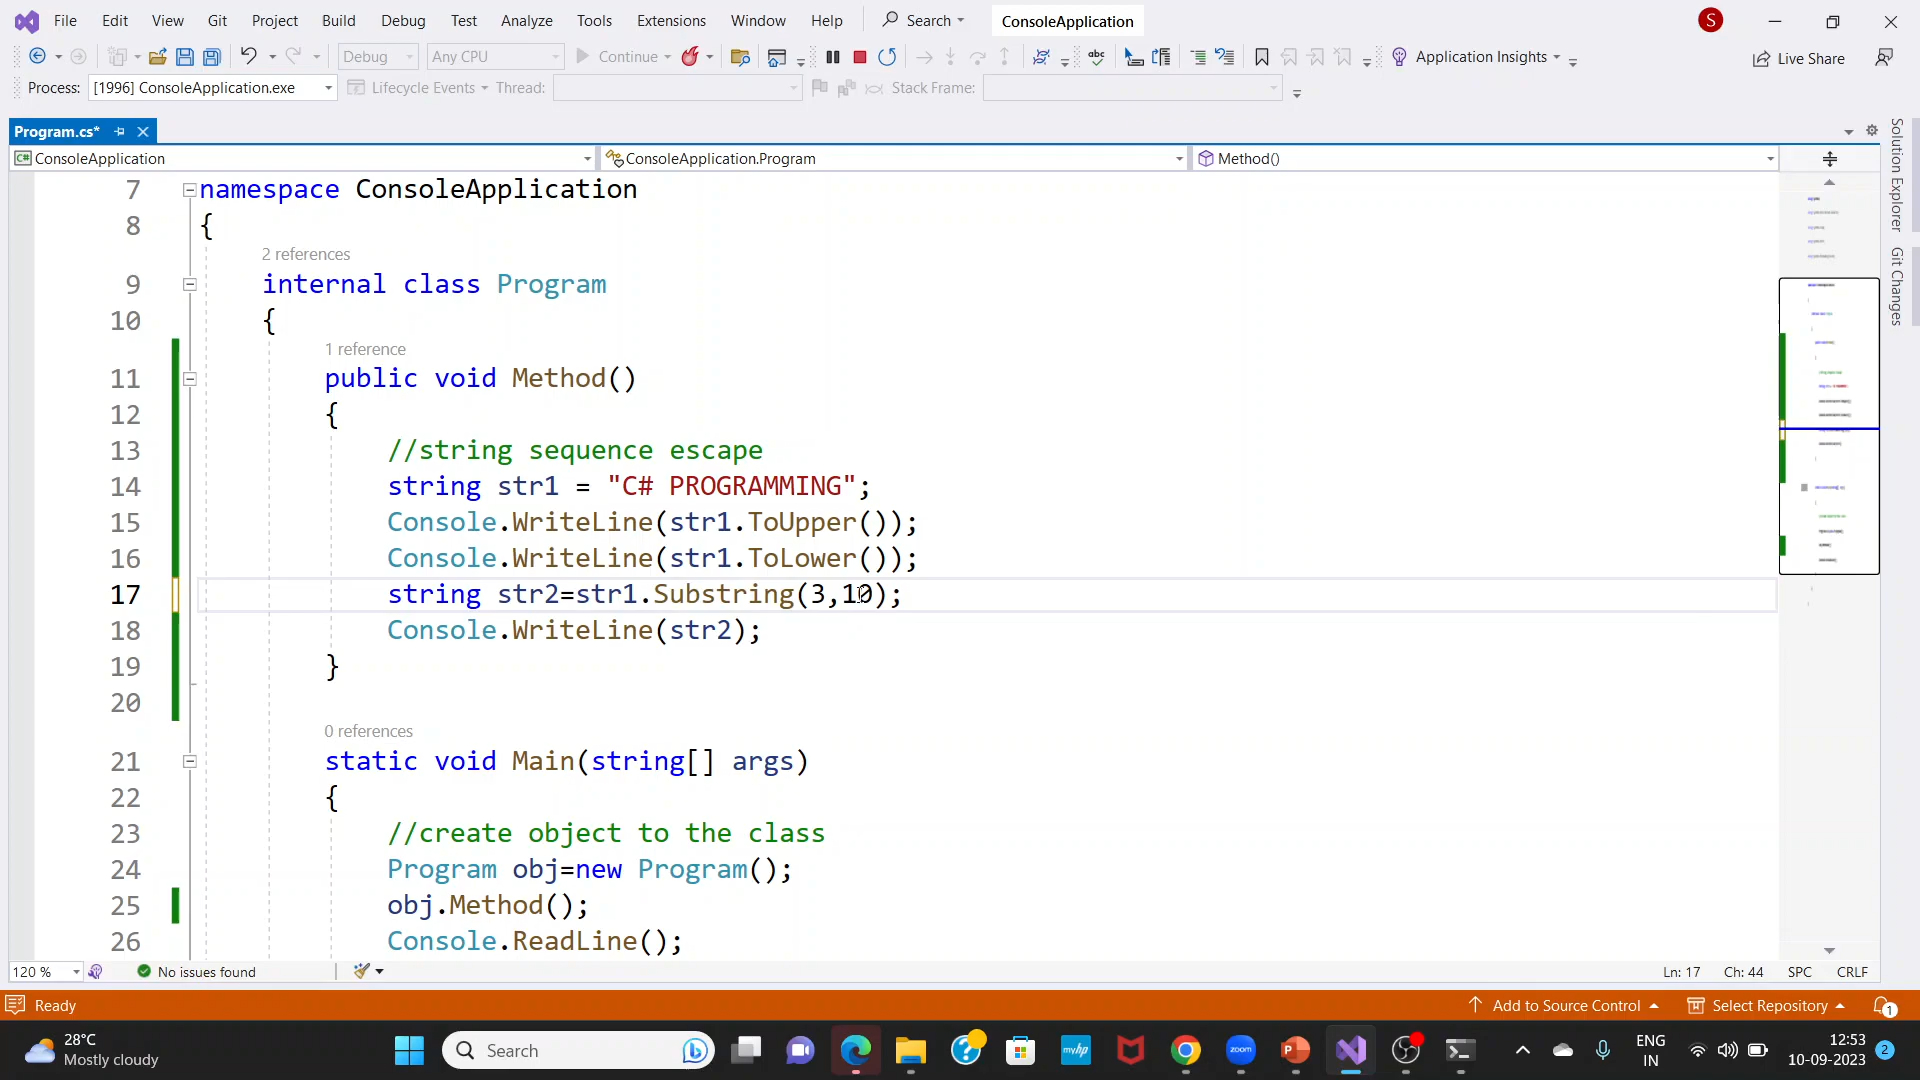 File Edit View Git Project Build Debug Test Analyze Tools Extensions Window Help Search ConsoleApplication S
Debug Any CPU Continue abc Application Insights Live Share
Process: [1996] ConsoleApplication.exe Lifecycle Events Thread: Stack Frame:
Program.cs*
C# ConsoleApplication ConsoleApplication.Program Method()
Solution Explorer
Git Changes
7 namespace ConsoleApplication
8 {
2 references
9 internal class Program
10 {
1 reference
11 public void Method()
12 {
13 //string sequence escape
14 string str1 = "C# PROGRAMMING";
15 Console.WriteLine(str1.ToUpper());
16 Console.WriteLine(str1.ToLower());
17 string str2=str1.Substring(3,10);
18 Console.WriteLine(str2);
19 }
20
0 references
21 static void Main(string[] args)
22 {
23 //create object to the class
24 Program obj=new Program();
25 obj.Method();
26 Console.ReadLine();
120 % No issues found Ln: 17 Ch: 44 SPC CRLF
Ready Add to Source Control Select Repository 1
28°C
Mostly cloudy
Search
myhp
zoom
ENG
IN
12:53
10-09-2023
2